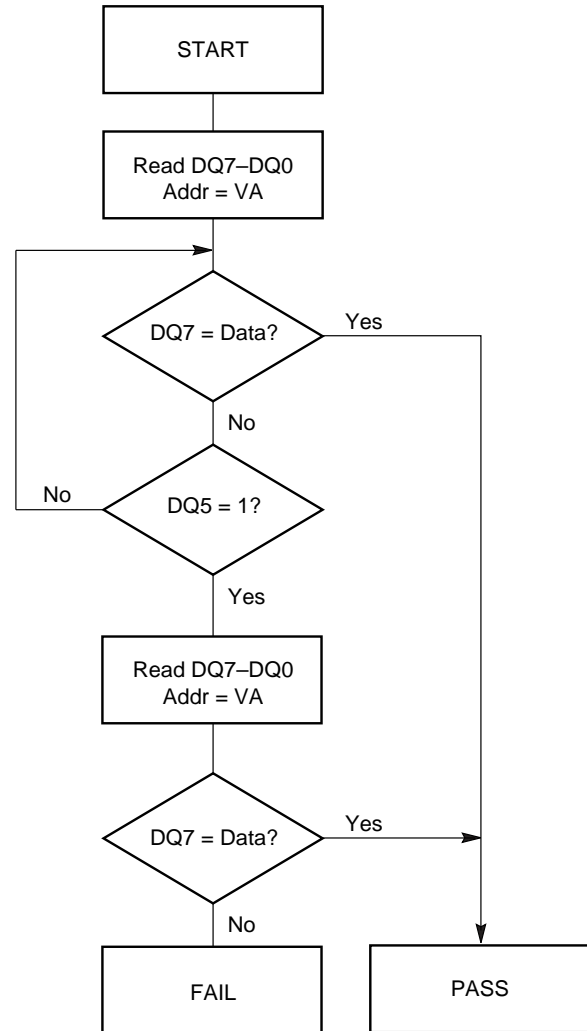 START
Read DQ7–DQ0
Addr = VA
DQ7 = Data?
Yes
No
No
DQ5 = 1?
Yes
Read DQ7–DQ0
Addr = VA
DQ7 = Data?
Yes
No
FAIL
PASS